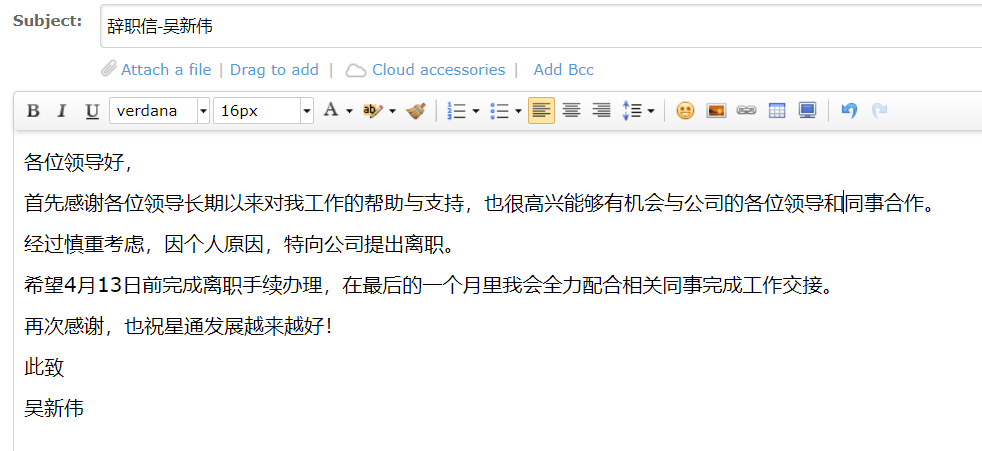 Subject: 辞职信-吴新伟
Attach a file | Drag to add | Cloud accessories | Add Bcc
B I U verdana 16px A ab
各位领导好，
首先感谢各位领导长期以来对我工作的帮助与支持，也很高兴能够有机会与公司的各位领导和同事合作。
经过慎重考虑，因个人原因，特向公司提出离职。
希望4月13日前完成离职手续办理，在最后的一个月里我会全力配合相关同事完成工作交接。
再次感谢，也祝星通发展越来越好！
此致
吴新伟